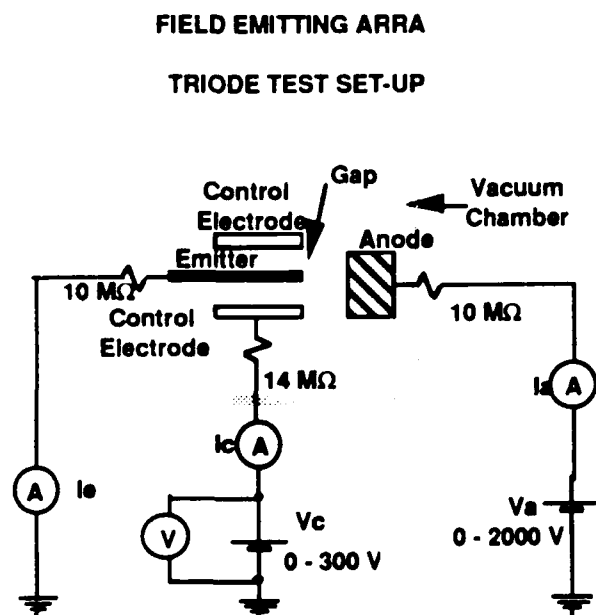 FIELD EMITTING ARRA
TRIODE TEST SET-UP
Gap
Control
Electrode
Vacuum
Chamber
Anode
Emitter
10 MΩ
10 MΩ
Control
Electrode
14 MΩ
Ia
A
Ic
A
A
Ie
V
Vc
0 - 300 V
Va
0 - 2000 V